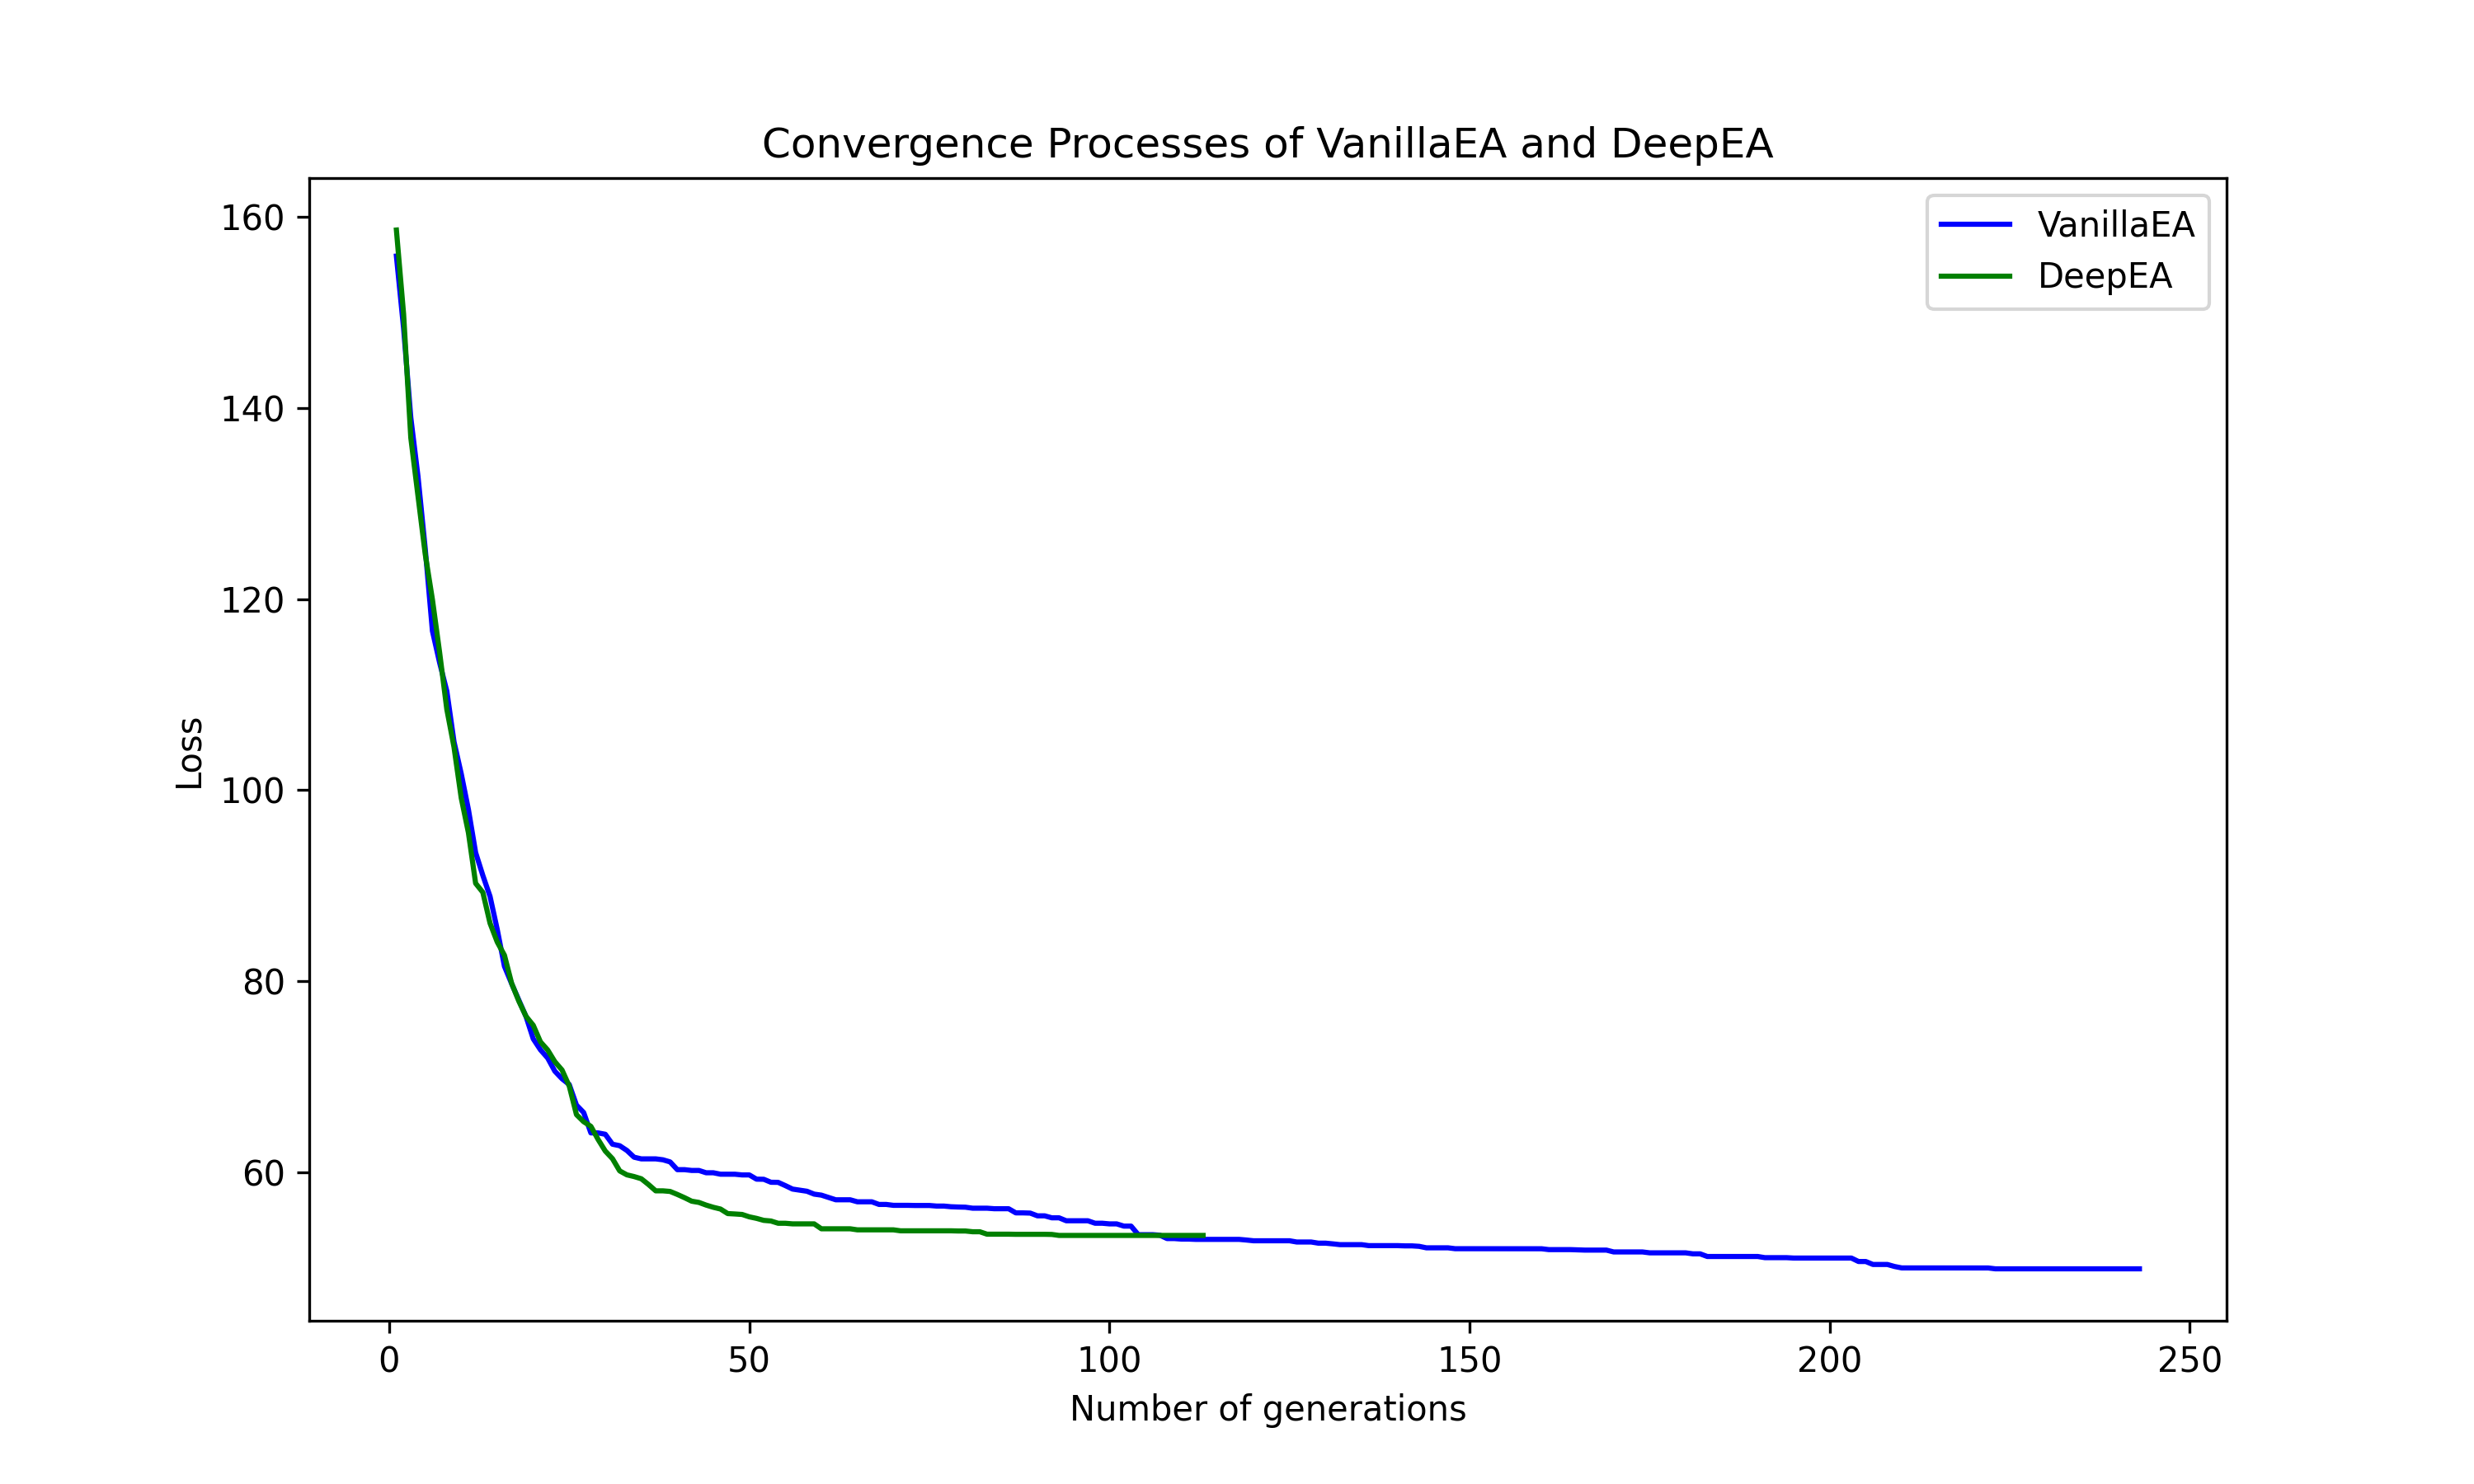 Convergence Processes of VanillaEA and DeepEA
VanillaEA
DeepEA
Loss
160
140
120
100
80
60
0 50 100 150 200 250
Number of generations